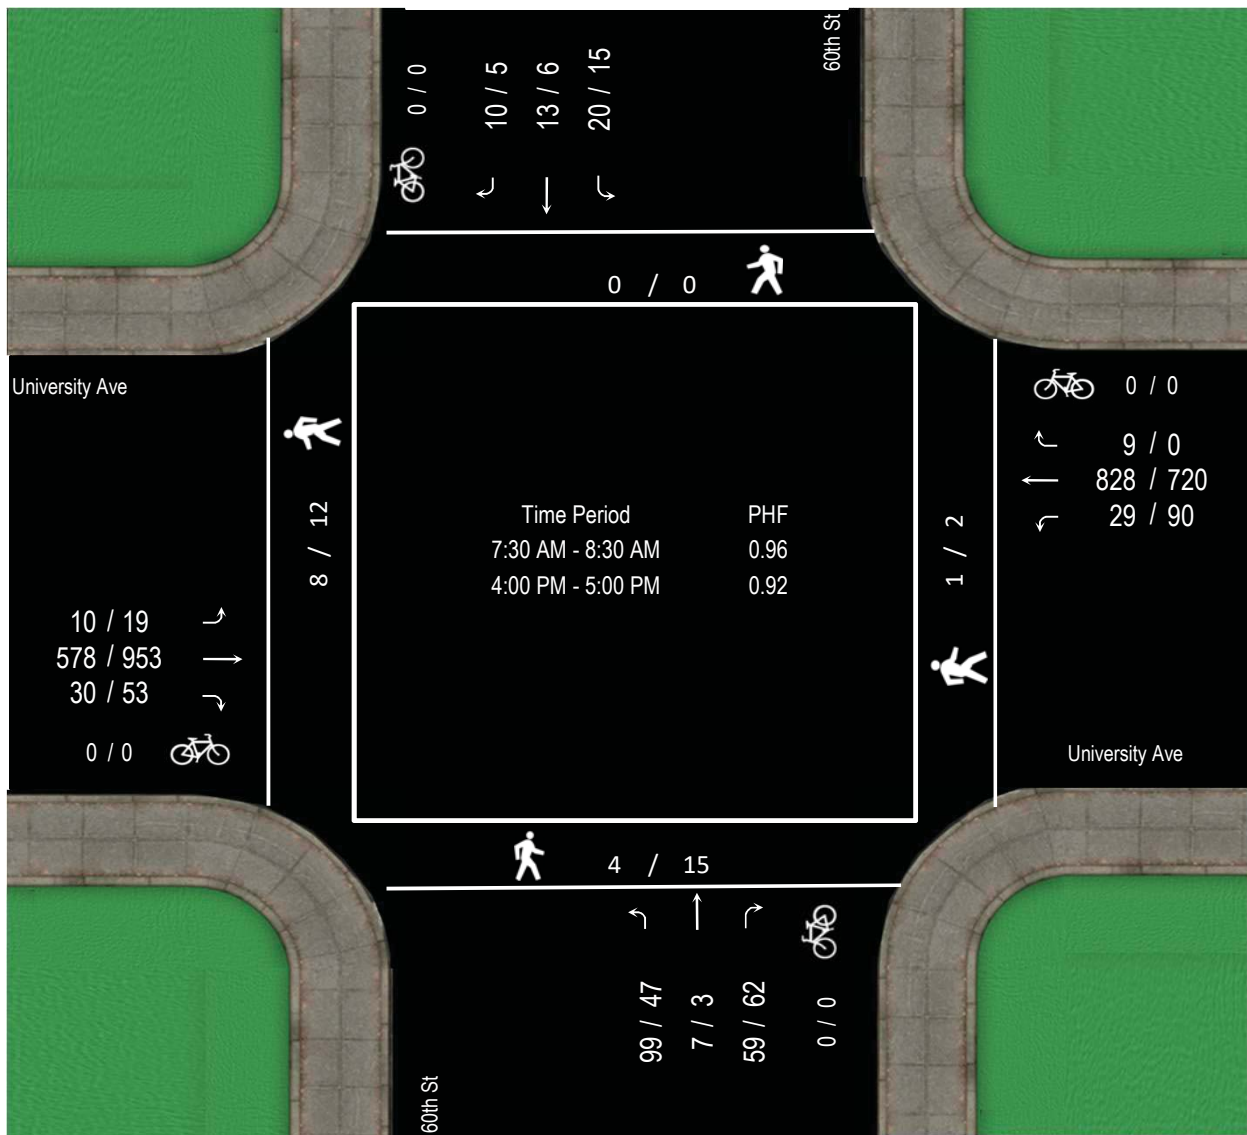 60th St
0 / 0
10 / 5
13 / 6
20 / 15
0 / 0
University Ave
0 / 0
9 / 0
828 / 720
29 / 90
8 / 12
Time Period PHF
7:30 AM - 8:30 AM 0.96
4:00 PM - 5:00 PM 0.92
1 / 2
10 / 19
578 / 953
30 / 53
0 / 0
University Ave
4 / 15
99 / 47
7 / 3
59 / 62
0 / 0
60th St